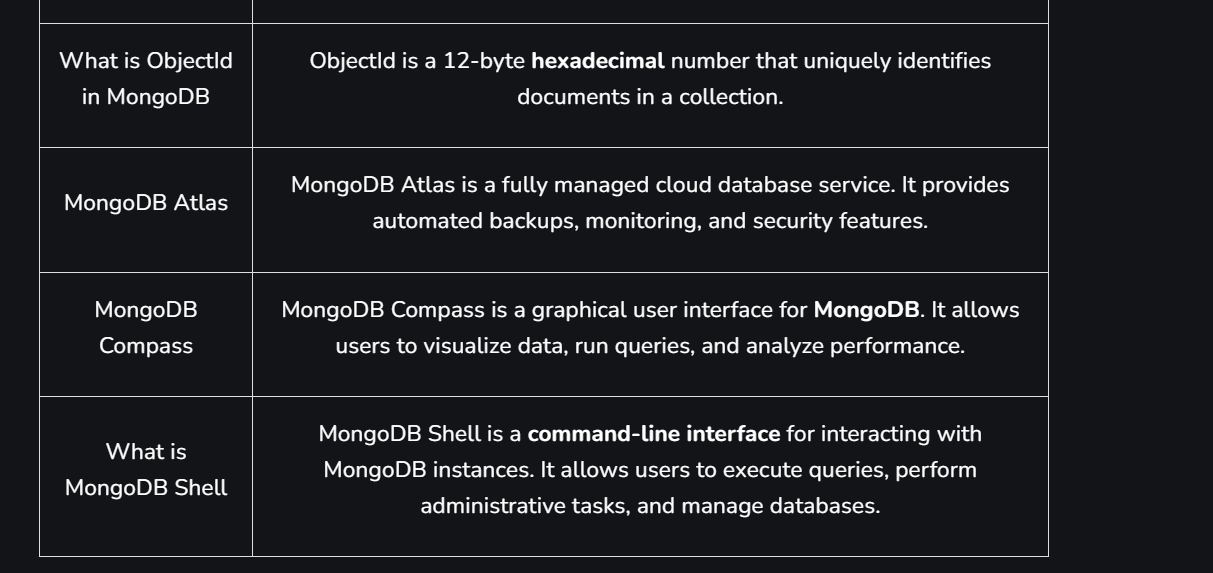 What is ObjectId
in MongoDB
ObjectId is a 12-byte hexadecimal number that uniquely identifies
documents in a collection.
MongoDB Atlas
MongoDB Atlas is a fully managed cloud database service. It provides
automated backups, monitoring, and security features.
MongoDB
Compass
MongoDB Compass is a graphical user interface for MongoDB. It allows
users to visualize data, run queries, and analyze performance.
What is
MongoDB Shell
MongoDB Shell is a command-line interface for interacting with
MongoDB instances. It allows users to execute queries, perform
administrative tasks, and manage databases.